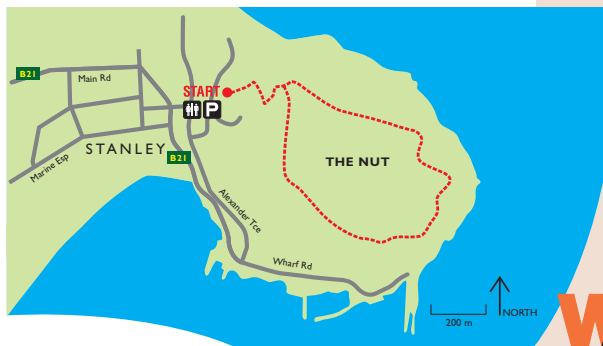 B21
Main Rd
START
P
STANLEY
B21
THE NUT
Marine Esp
Alexander Tce
Wharf Rd
NORTH
200 m
W